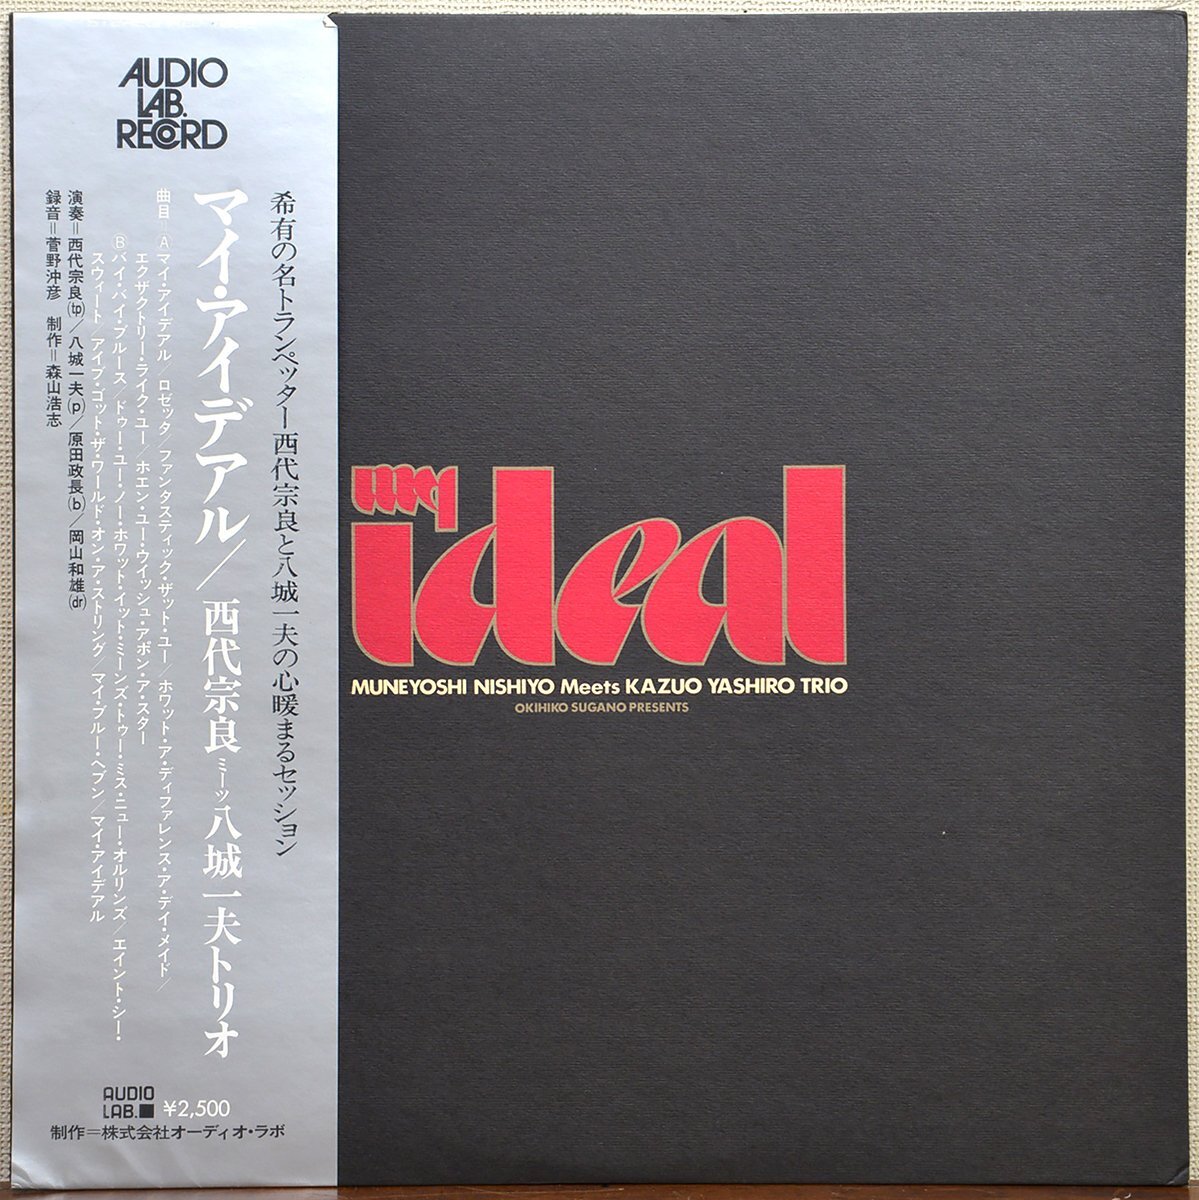 AUDIO
LAB.
RECORD
希有の名トランペッター西代宗良と八城一夫の心暖まるセッション
マイ・アイデアル/西代宗良ミーツ八城一夫トリオ
曲目=Ⓐマイ・アイデアル/ロゼッタ/ファンタスティック・ザット・ユー/ホワット・ア・ディファレンス・ア・デイ・メイド/
エクザクトリー・ライク・ユー/ホエン・ユー・ウイッシュ・アポン・ア・スター
Ⓑバイ・バイ・ブルース/ドゥー・ユー・ノー・ホワット・イット・ミーンズ・トゥー・ミス・ニュー・オルリンズ/エイント・シー・
スウィート/アイブ・ゴット・ザ・ワールド・オン・ア・ストリング/マイ・ブルー・ヘブン/マイ・アイデアル
演奏=西代宗良(tp)/八城一夫(p)/原田政長(b)/岡山和雄(dr)
録音=菅野沖彦 制作=森山浩志
AUDIO
LAB.■ ¥2,500
制作=株式会社オーディオ・ラボ
my
ideal
MUNEYOSHI NISHIYO Meets KAZUO YASHIRO TRIO
OKIHIKO SUGANO PRESENTS